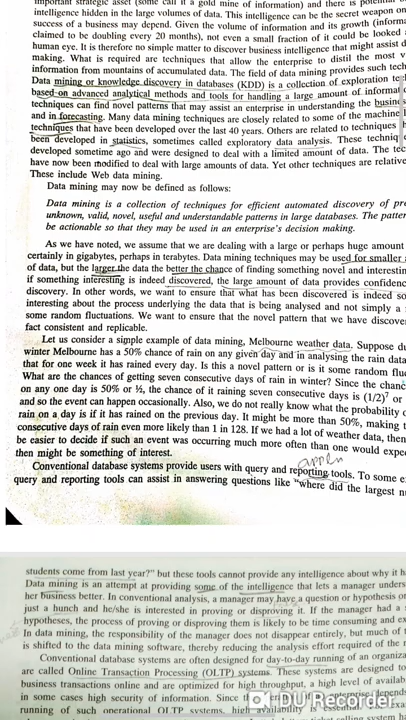 important strategic asset (some call it a gold mine of information) and there is
intelligence hidden in the large volumes of data. This intelligence can be the secret weapon on
success of a business may depend. Given the volume of information and its growth (informa
claimed to be doubling every 20 months), not even a small fraction of it could be looked
human eye. It is therefore no simple matter to discover business intelligence that might assist d
making. What is required are techniques that allow the enterprise to distil the most v
information from mountains of accumulated data. The field of data mining provides such tech
Data mining or knowledge discovery in databases (KDD) is a collection of exploration te
based on advanced analytical methods and tools for handling a large amount of informat
techniques can find novel patterns that may assist an enterprise in understanding the busin
and in forecasting. Many data mining techniques are closely related to some of the machine
techniques that have been developed over the last 40 years. Others are related to techniques
been developed in statistics, sometimes called exploratory data analysis. These techniq
developed sometime ago and were designed to deal with a limited amount of data. The tec
have now been modified to deal with large amounts of data. Yet other techniques are relative
These include Web data mining.
Data mining may now be defined as follows:
Data mining is a collection of techniques for efficient automated discovery of pre
unknown, valid, novel, useful and understandable patterns in large databases. The patter
be actionable so that they may be used in an enterprise's decision making.
As we have noted, we assume that we are dealing with a large or perhaps huge amount
certainly in gigabytes, perhaps in terabytes. Data mining techniques may be used for smaller
of data, but the larger the data the better the chance of finding something novel and interestin
if something interesting is indeed discovered, the large amount of data provides confidenc
discovery. In other words, we want to ensure that what has been discovered is indeed so
interesting about the process underlying the data that is being analysed and not simply a
some random fluctuations. We want to ensure that the novel pattern that we have discove
fact consistent and replicable.
Let us consider a sigmple example of data mining, Melbourne weather data. Suppose du
winter Melbourne has a 50% chance of rain on any given day and in analysing the rain data
that for one week it has rained every day. Is this a novel pattern or is it some random fluc
What are the chances of getting seven consecutive days of rain in winter? Since the chanc
on any one day is 50% or ½, the chance of it raining seven consecutive days is (1/2)⁷ or
and so the event can happen occasionally. Also, we do not really know what the probability o
rain on a day is if it has rained on the previous day. It might be more than 50%, making t
consecutive days of rain even more likely than 1 in 128. If we had a lot of weather data, then
be easier to decide if such an event was occurring much more often than one would expe
then might be something of interest.
Conventional database systems provide users with query and reporting tools. To some e
query and reporting tools can assist in answering questions like "where did the largest n
students come from last year?" but these tools cannot provide any intelligence about why it h
Data mining is an attempt at providing some of the intelligence that lets a manager unders
her business better. In conventional analysis, a manager may have a question or hypothesis or
just a hunch and he/she is interested in proving or disproving it. If the manager had a
hypotheses, the process of proving or disproving them is likely to be time consuming and ex
In data mining, the responsibility of the manager does not disappear entirely, but much of t
is shifted to the data mining software, thereby reducing the analysis effort required of the
Conventional database systems are often designed for day-to-day running of an organiza
are called Online Transaction Processing (OLTP) systems. These systems are designed to
business transactions online and are optimized for high throughput, a high level of availab
in some cases high security of information. Since
running of such operational OLTP systems, high availability is essential.
DU Recorder